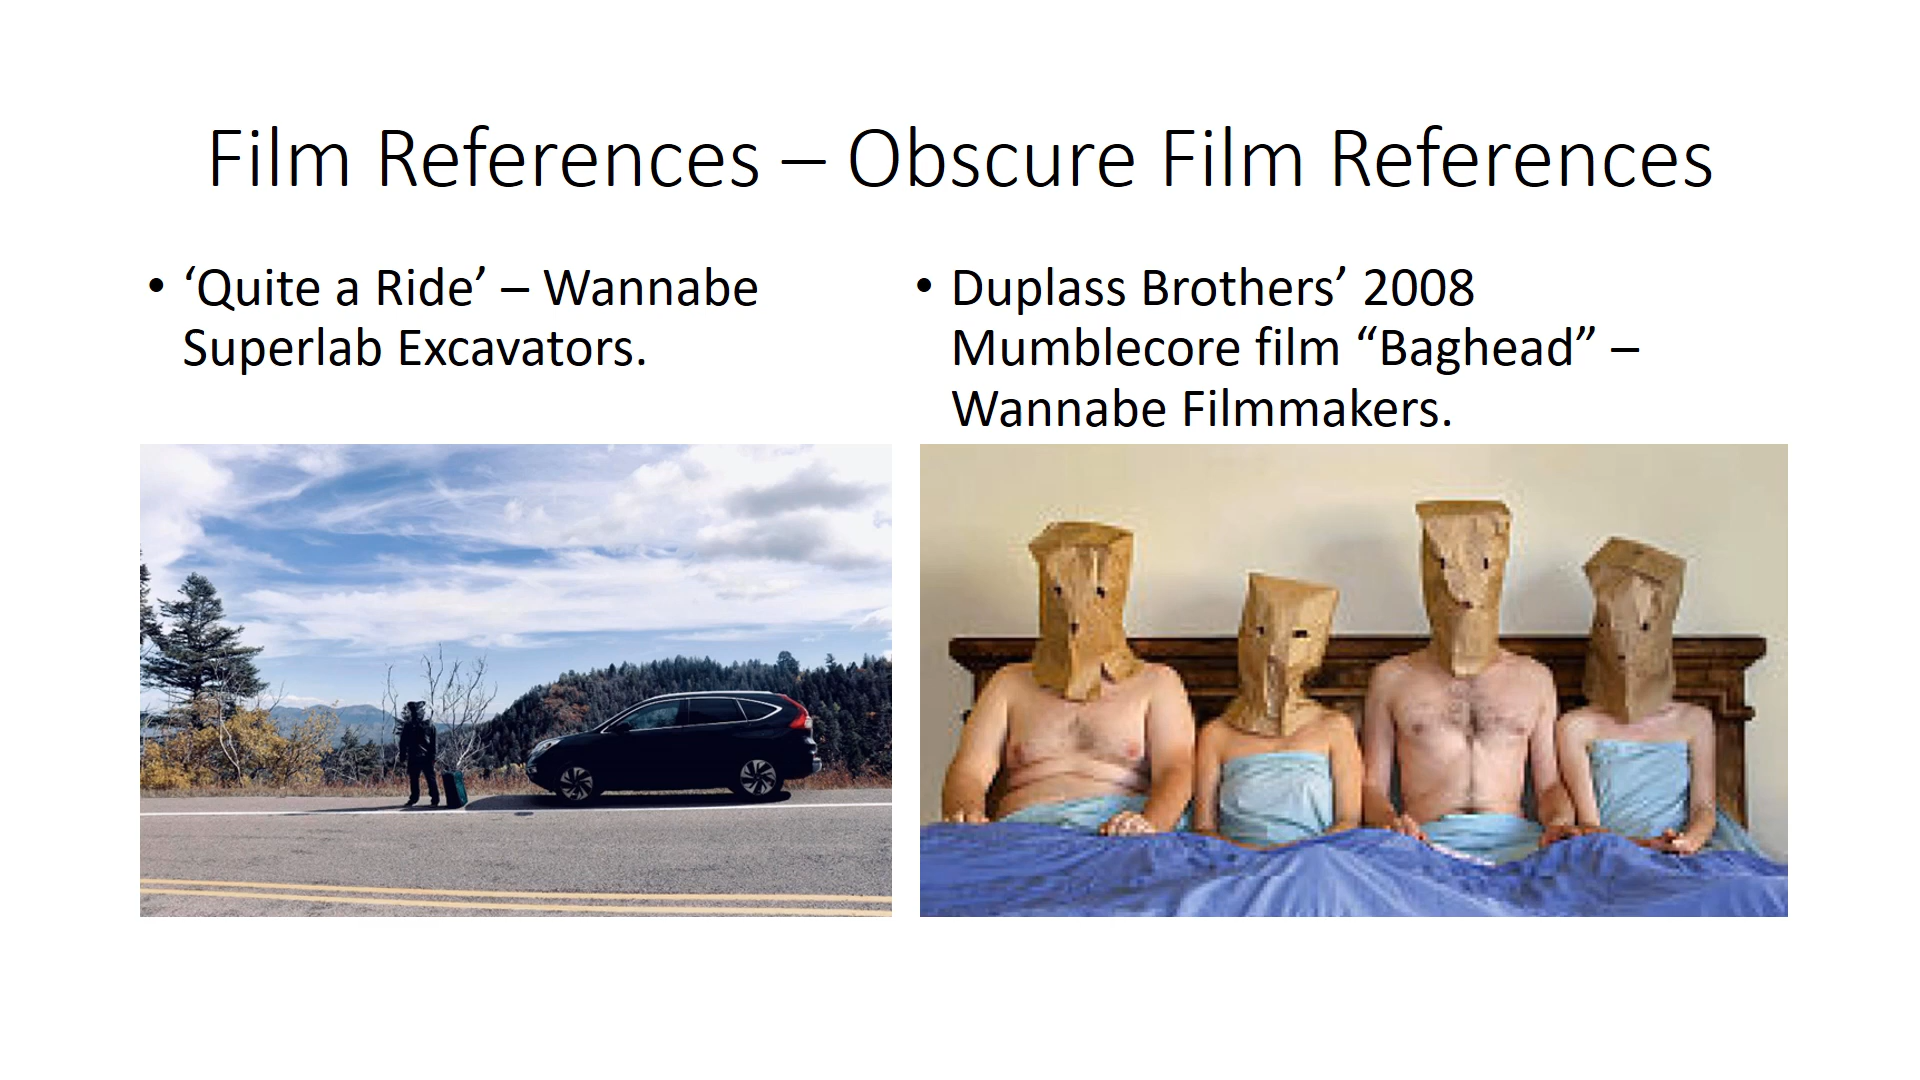 Film References – Obscure Film References
• ‘Quite a Ride’ – Wannabe
Superlab Excavators.
• Duplass Brothers’ 2008
Mumblecore film “Baghead” –
Wannabe Filmmakers.